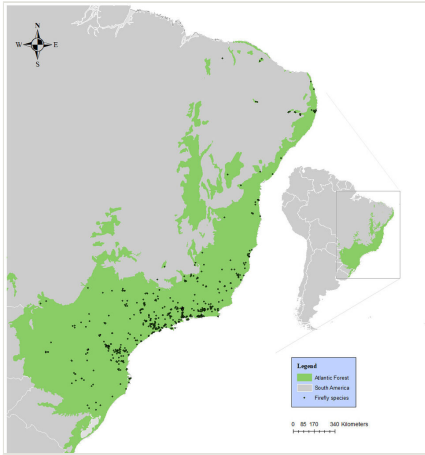 N
W E
S
Legend
Atlantic Forest
South America
Firefly species
0 85 170 340 Kilometers